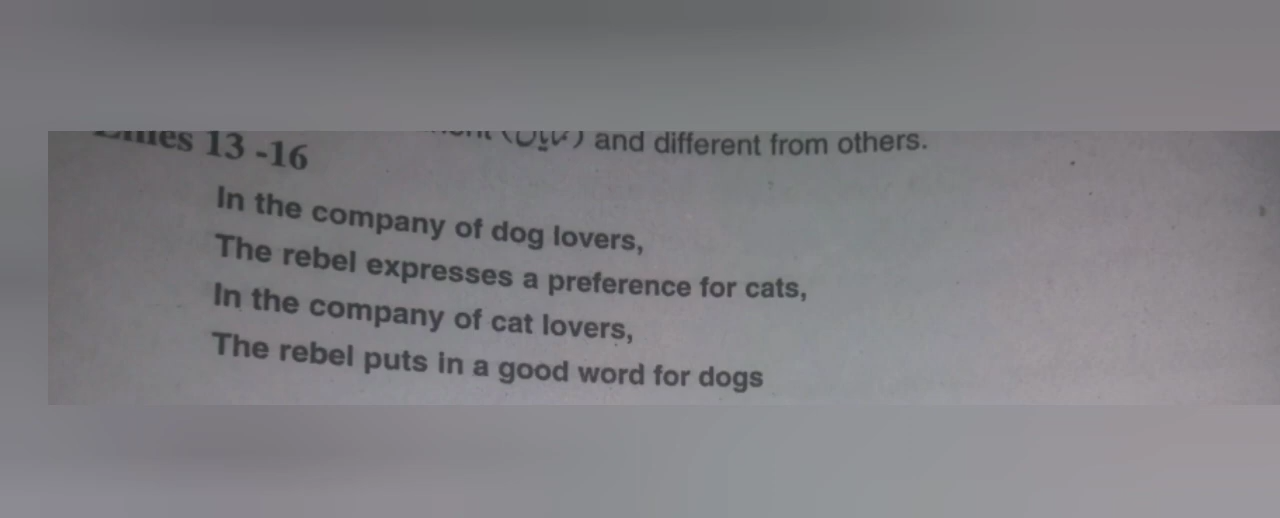 and different from others.
Lines 13 -16
In the company of dog lovers,
The rebel expresses a preference for cats,
In the company of cat lovers,
The rebel puts in a good word for dogs